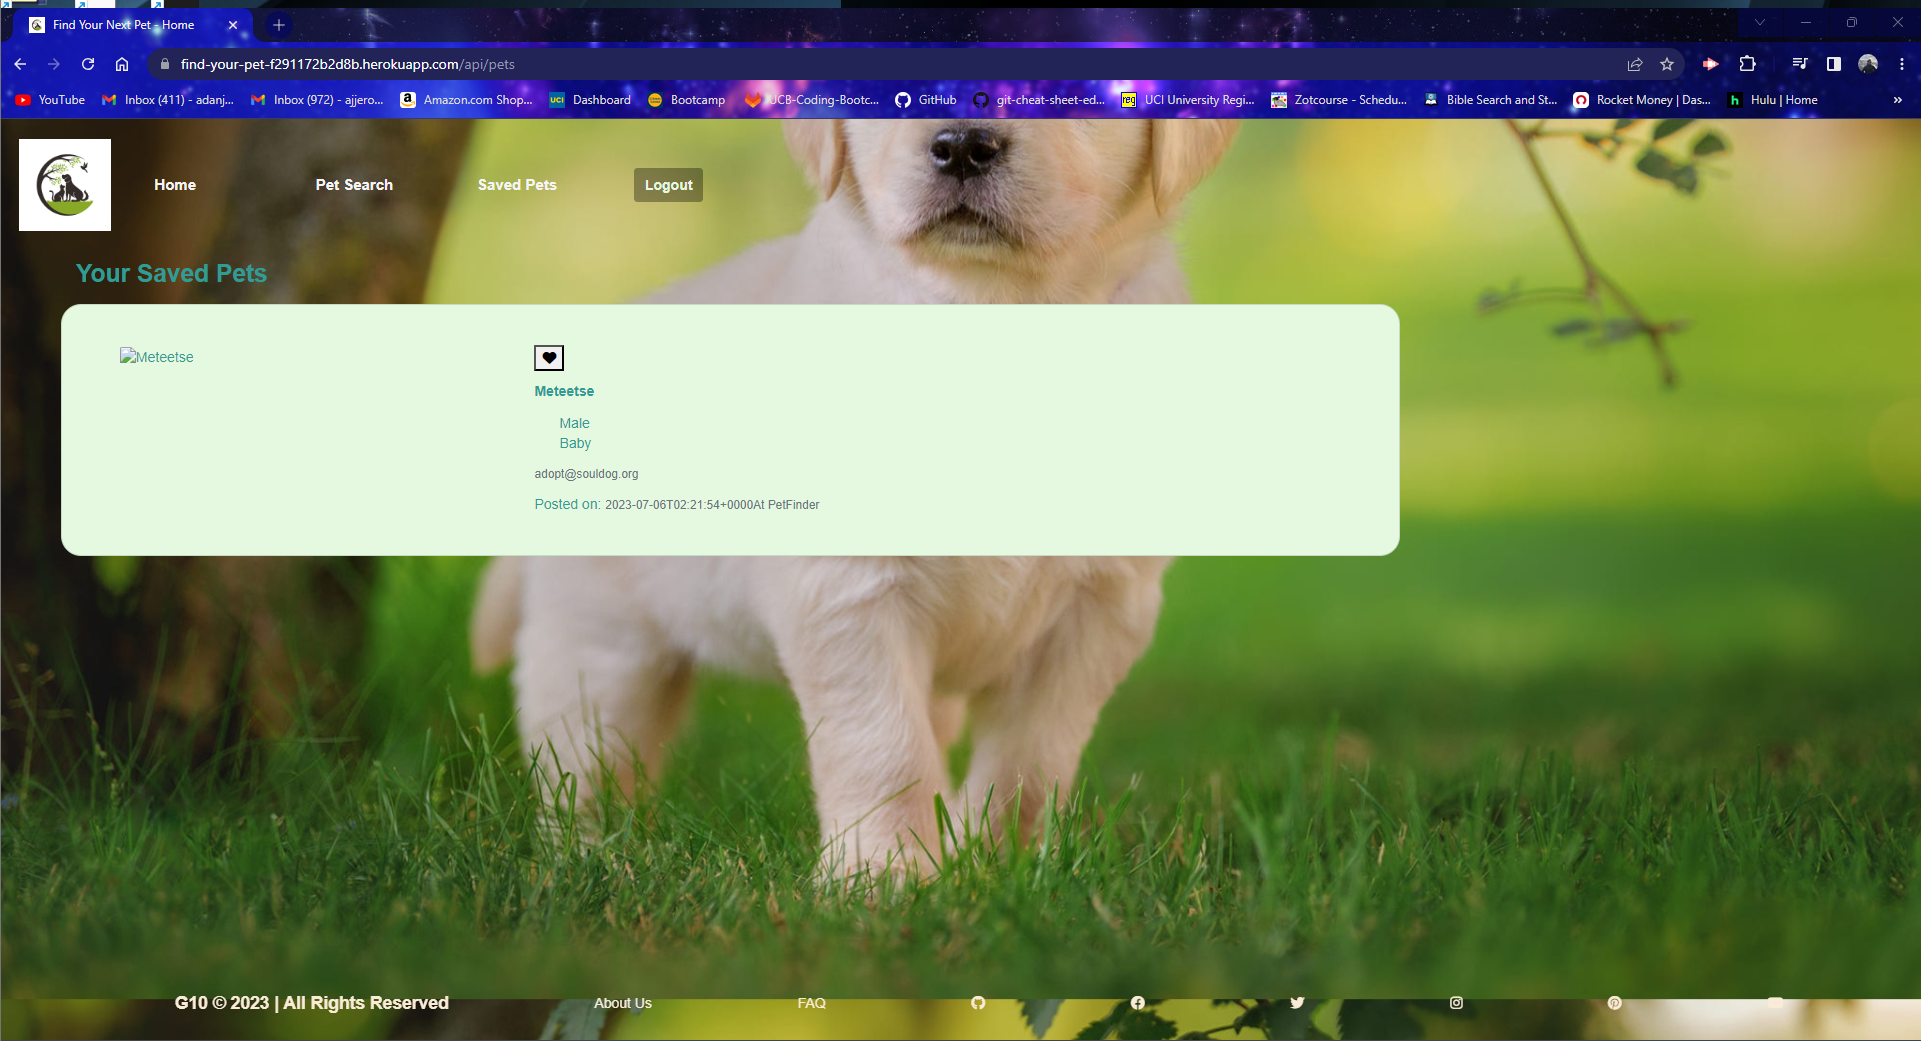 Find Your Next Pet - Home
find-your-pet-f291172b2d8b.herokuapp.com/api/pets
YouTube
Inbox (411) - adanj...
Inbox (972) - ajjero...
Amazon.com Shop...
UCI
Dashboard
Bootcamp
UCB-Coding-Bootc...
GitHub
git-cheat-sheet-ed...
reg
UCI University Regi...
Zotcourse - Schedu...
Bible Search and St...
Rocket Money | Das...
h
Hulu | Home
Home
Pet Search
Saved Pets
Logout
Your Saved Pets
Meteetse
Meteetse
Male
Baby
adopt@souldog.org
Posted on: 2023-07-06T02:21:54+0000At PetFinder
G10 © 2023 | All Rights Reserved
About Us
FAQ